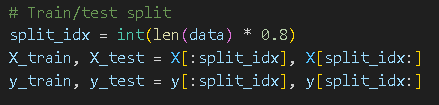 # Train/test split
split_idx = int(len(data) * 0.8)
X_train, X_test = X[:split_idx], X[split_idx:]
y_train, y_test = y[:split_idx], y[split_idx:]